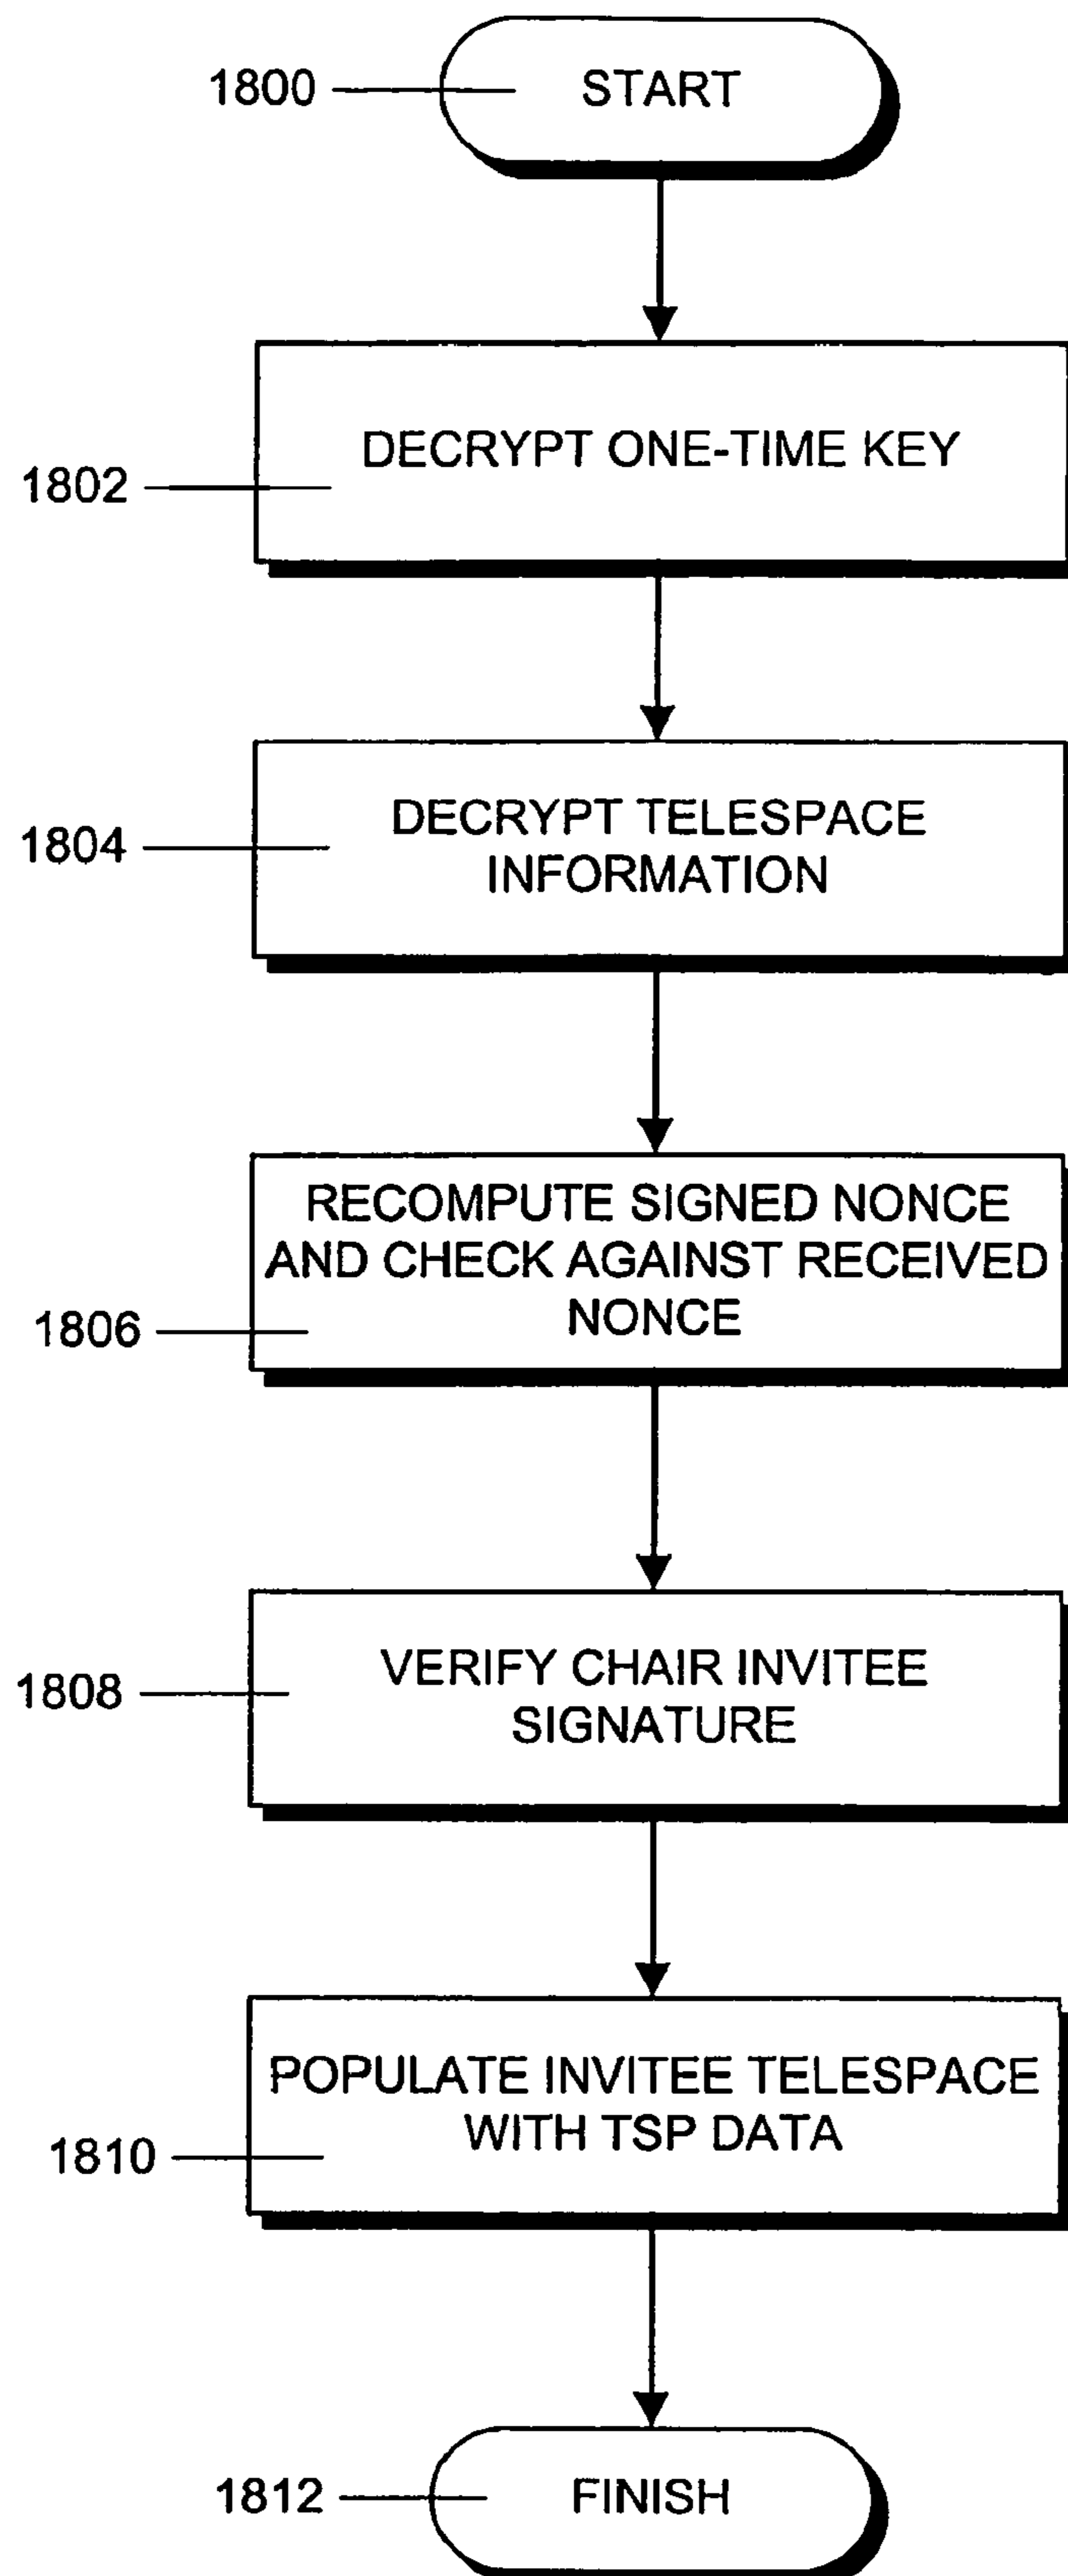 1800
START
DECRYPT ONE-TIME KEY
1802
DECRYPT TELESPACE
INFORMATION
1804
RECOMPUTE SIGNED NONCE
AND CHECK AGAINST RECEIVED
NONCE
1806
VERIFY CHAIR INVITEE
SIGNATURE
1808
POPULATE INVITEE TELESPACE
WITH TSP DATA
1810
1812
FINISH